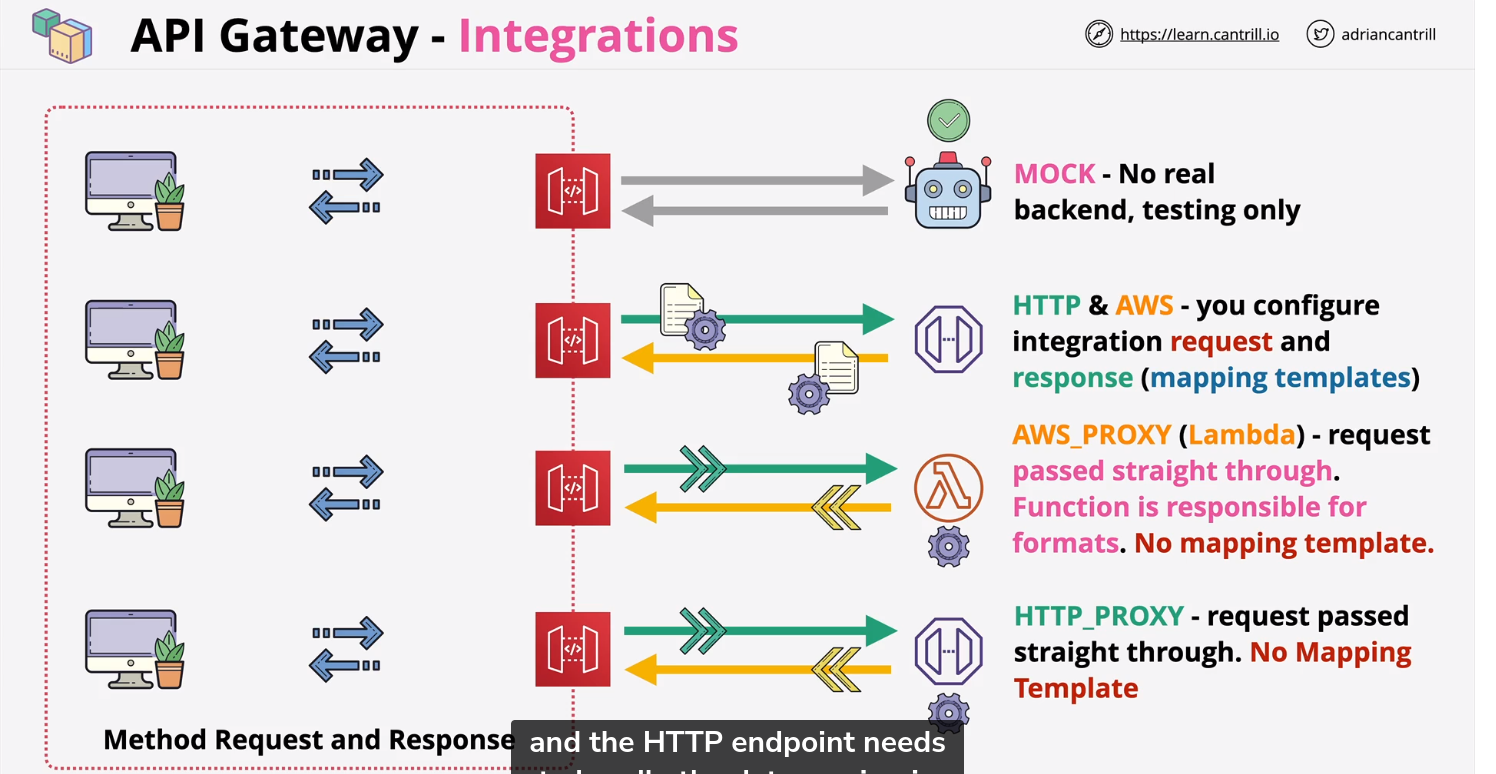 API Gateway - Integrations
https://learn.cantrill.io
adriancantrill
MOCK - No real
backend, testing only
HTTP & AWS - you configure
integration request and
response (mapping templates)
AWS_PROXY (Lambda) - request
passed straight through.
Function is responsible for
formats. No mapping template.
HTTP_PROXY - request passed
straight through. No Mapping
Template
Method Request and Response
and the HTTP endpoint needs